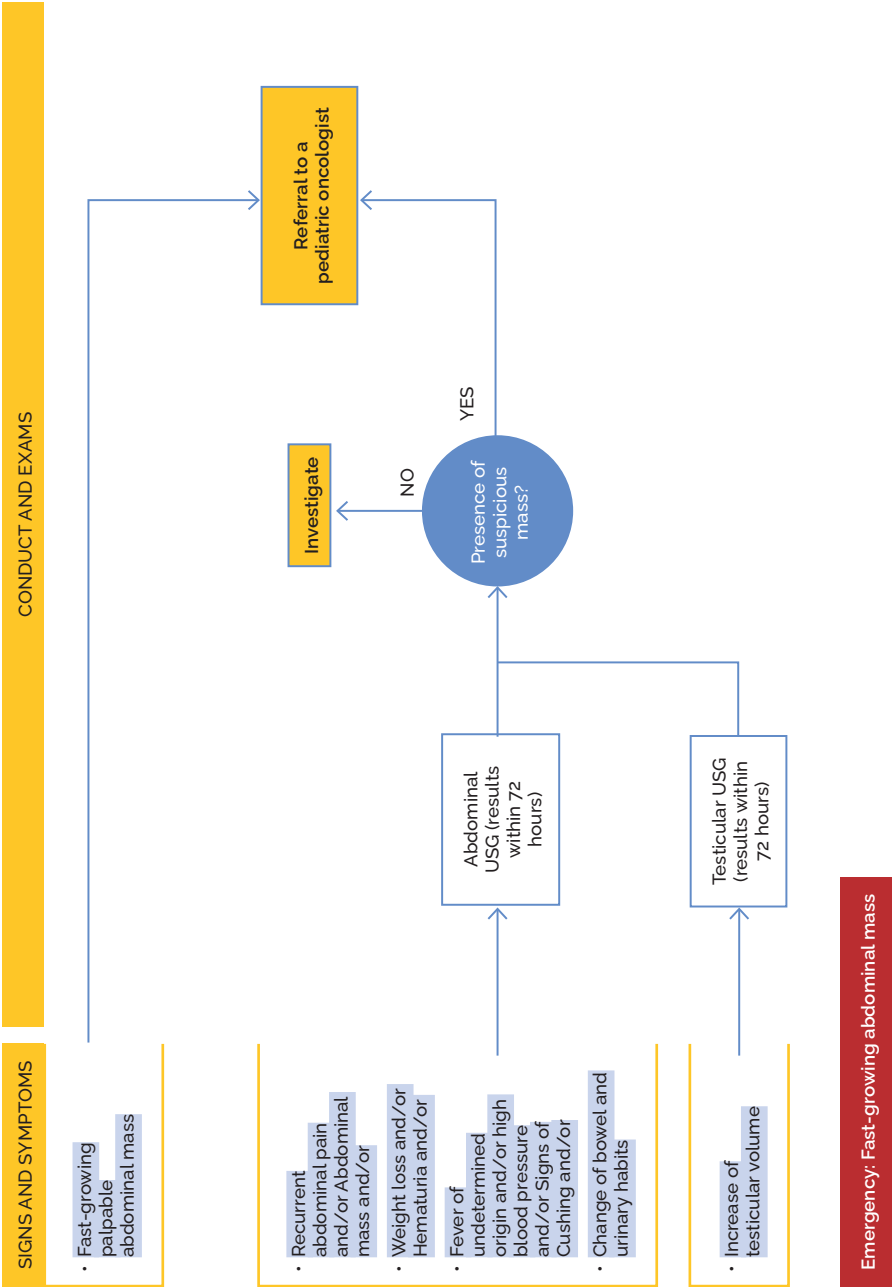 SIGNS AND SYMPTOMS
CONDUCT AND EXAMS
• Fast-growing
palpable
abdominal mass
• Recurrent
abdominal pain
and/or Abdominal
mass and/or
• Weight loss and/or
Hematuria and/or
• Fever of
undetermined
origin and/or high
blood pressure
and/or Signs of
Cushing and/or
• Change of bowel and
urinary habits
• Increase of
testicular volume
Abdominal
USG (results
within 72
hours)
Testicular USG
(results within
72 hours)
Presence of
suspicious
mass?
NO
Investigate
YES
Referral to a
pediatric oncologist
Emergency: Fast-growing abdominal mass